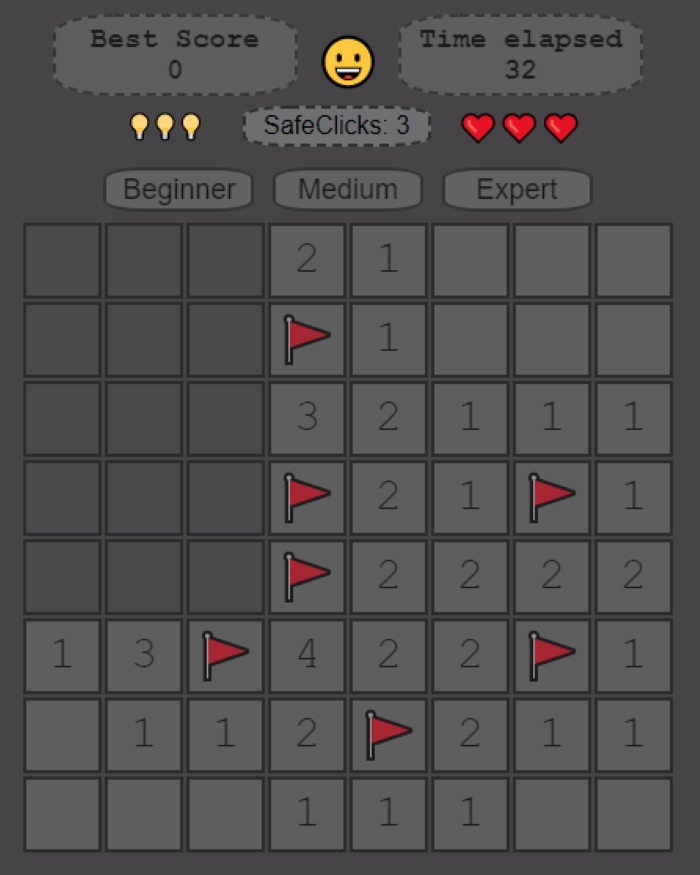 Best Score
0
Time elapsed
32
SafeClicks: 3
Beginner Medium Expert
2 1
1
3 2 1 1 1
2 1 1
2 2 2 2
1 3 4 2 2 1
1 1 2 2 1 1
1 1 1